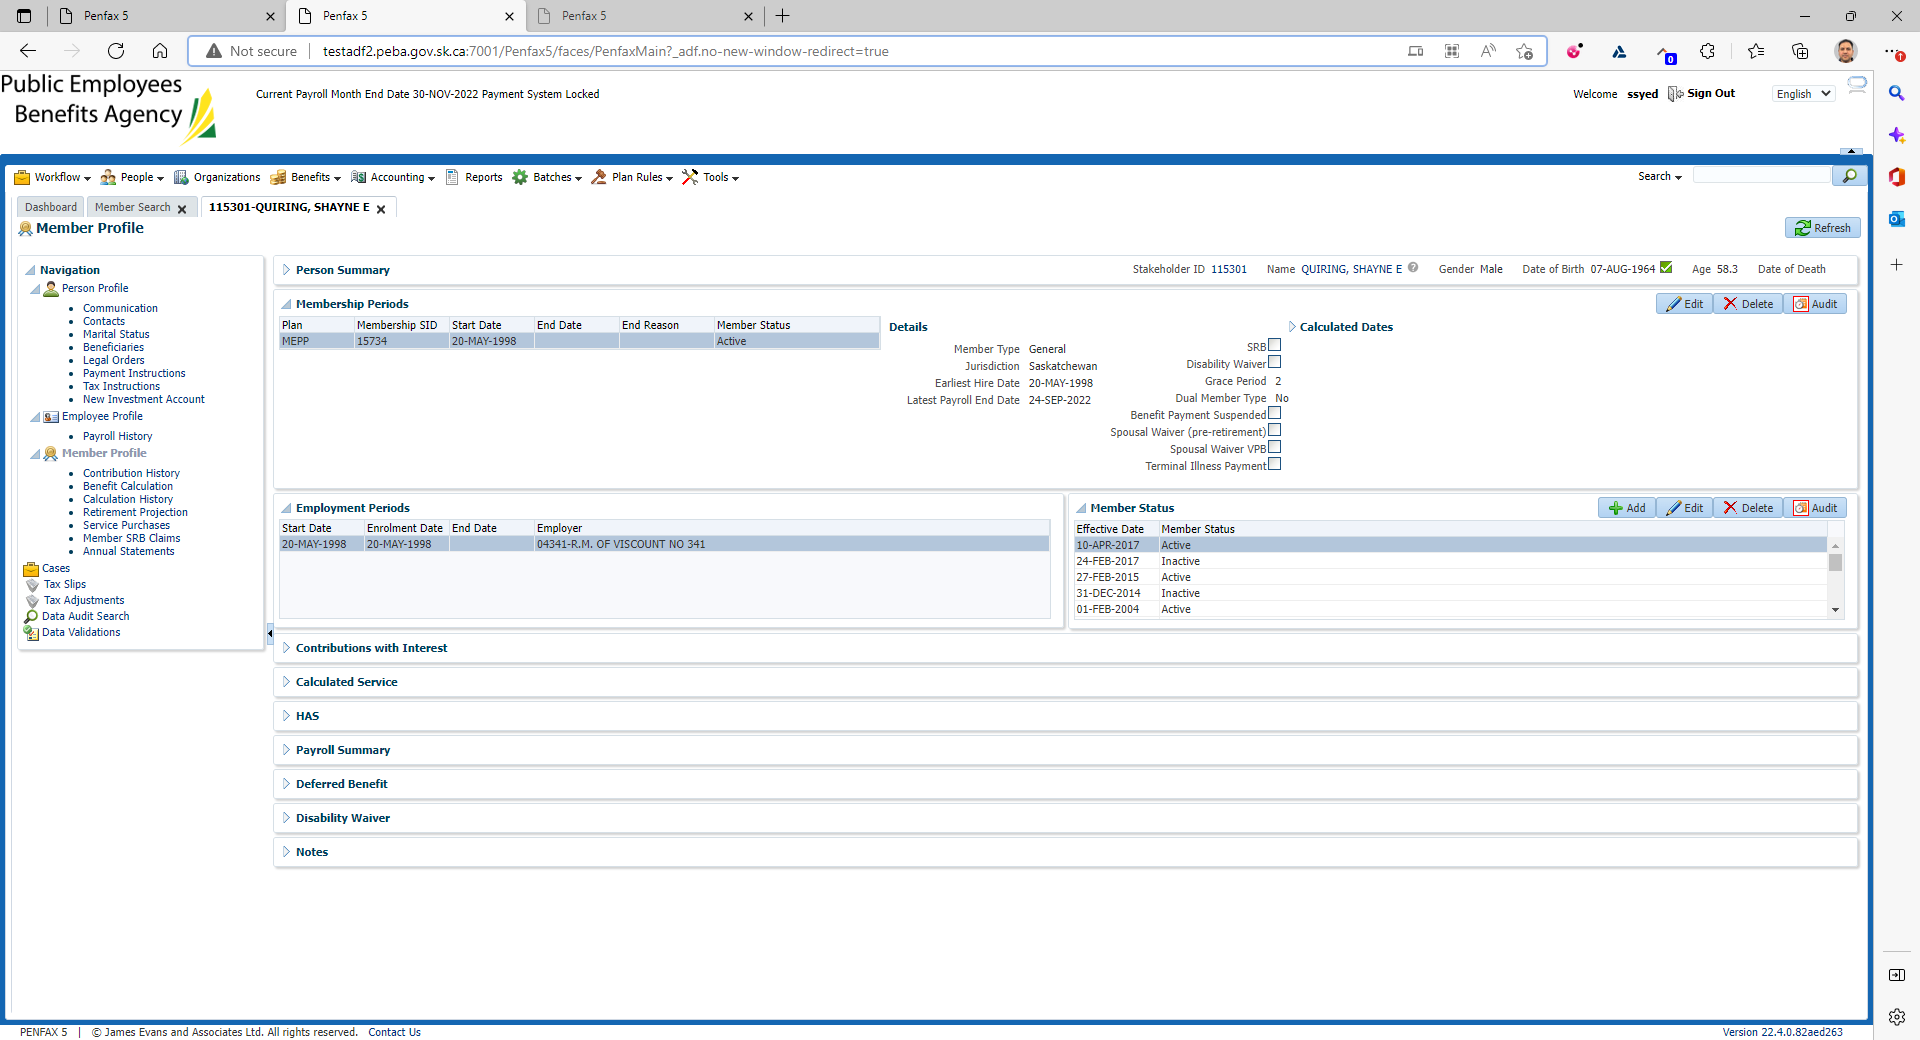 Penfax 5
Penfax 5
Penfax 5
Not secure
testadf2.peba.gov.sk.ca:7001/Penfax5/faces/PenfaxMain?_adf.no-new-window-redirect=true
0
Public Employees
Benefits Agency
Current Payroll Month End Date 30-NOV-2022 Payment System Locked
Welcome ssyed Sign Out
English
Workflow People Organizations Benefits Accounting Reports Batches Plan Rules Tools
Search
Dashboard
Member Search
115301-QUIRING, SHAYNE E
Member Profile
Refresh
Navigation
Person Profile
Communication
Contacts
Marital Status
Beneficiaries
Legal Orders
Payment Instructions
Tax Instructions
New Investment Account
Employee Profile
Payroll History
Member Profile
Contribution History
Benefit Calculation
Calculation History
Retirement Projection
Service Purchases
Member SRB Claims
Annual Statements
Cases
Tax Slips
Tax Adjustments
Data Audit Search
Data Validations
Person Summary
Stakeholder ID 115301 Name QUIRING, SHAYNE E Gender Male Date of Birth 07-AUG-1964 Age 58.3 Date of Death
Membership Periods
Edit Delete Audit
Plan Membership SID Start Date End Date End Reason Member Status
MEPP 15734 20-MAY-1998 Active
Details
Member Type General
Jurisdiction Saskatchewan
Earliest Hire Date 20-MAY-1998
Latest Payroll End Date 24-SEP-2022
SRB
Disability Waiver
Grace Period 2
Dual Member Type No
Benefit Payment Suspended
Spousal Waiver (pre-retirement)
Spousal Waiver VPB
Terminal Illness Payment
Calculated Dates
Employment Periods
Start Date Enrolment Date End Date Employer
20-MAY-1998 20-MAY-1998 04341-R.M. OF VISCOUNT NO 341
Member Status
Add Edit Delete Audit
Effective Date Member Status
10-APR-2017 Active
24-FEB-2017 Inactive
27-FEB-2015 Active
31-DEC-2014 Inactive
01-FEB-2004 Active
Contributions with Interest
Calculated Service
HAS
Payroll Summary
Deferred Benefit
Disability Waiver
Notes
PENFAX 5 | © James Evans and Associates Ltd. All rights reserved. Contact Us
Version 22.4.0.82aed263